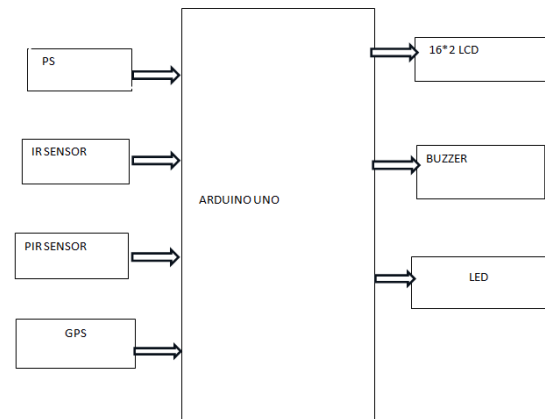 PS
16*2 LCD
IR SENSOR
BUZZER
ARDUINO UNO
PIR SENSOR
LED
GPS